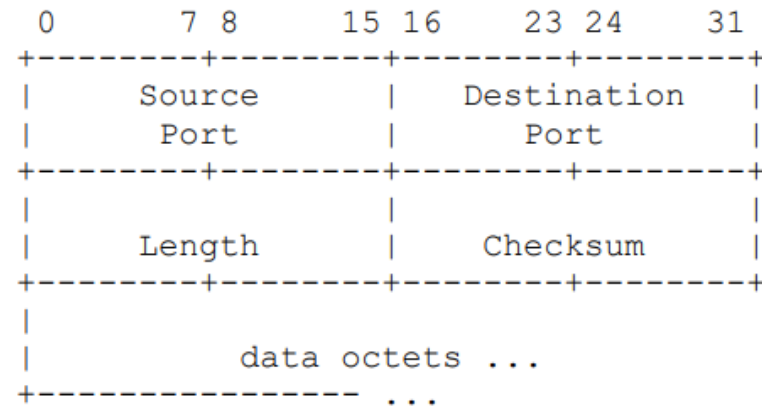 0      7 8     15 16    23 24    31
+--------+--------+--------+--------+
|     Source      |   Destination   |
|      Port       |      Port       |
+--------+--------+--------+--------+
|                 |                 |
|     Length      |    Checksum     |
+--------+--------+--------+--------+
|
|          data octets ...
+---------------- ...